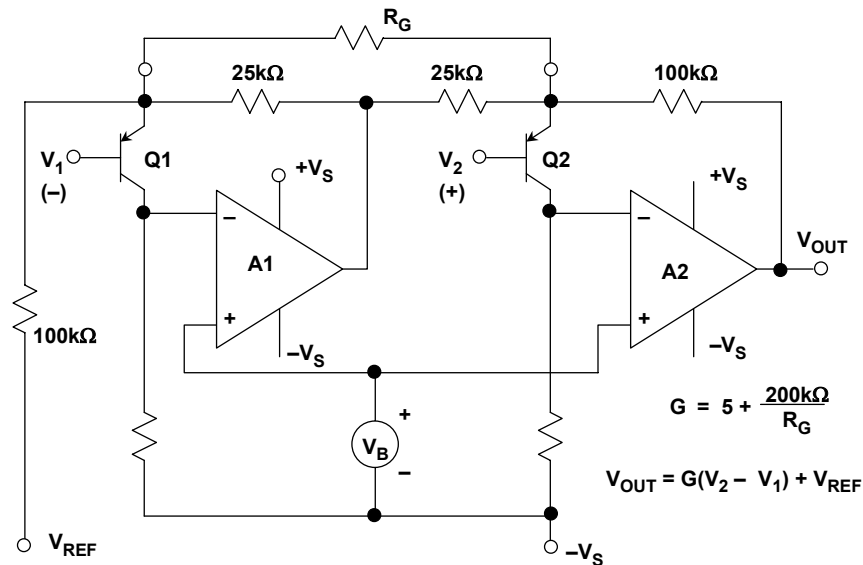 R_G
25kΩ
25kΩ
100kΩ
V_1
(–)
Q1
+V_S
V_2
(+)
Q2
+V_S
–
A1
+
–V_S
–
A2
+
–V_S
V_OUT
100kΩ
+
V_B
–
G = 5 + 200kΩ / R_G
V_OUT = G(V_2 – V_1) + V_REF
V_REF
–V_S